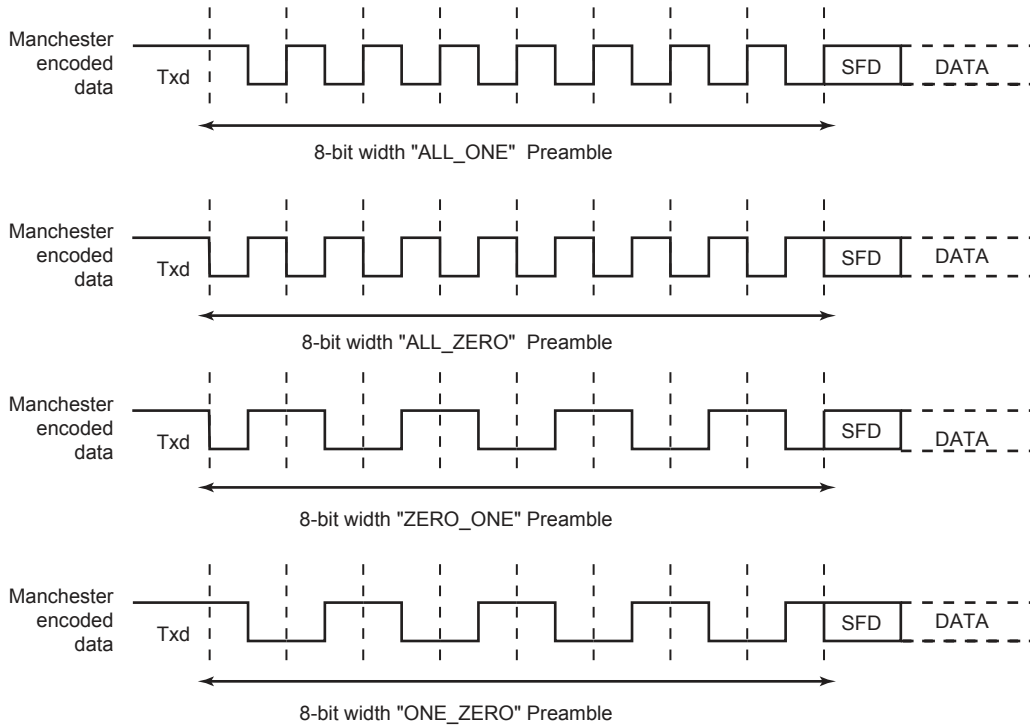 Manchester
encoded
data
Txd
SFD
DATA
8-bit width "ALL_ONE" Preamble
Manchester
encoded
data
Txd
SFD
DATA
8-bit width "ALL_ZERO" Preamble
Manchester
encoded
data
Txd
SFD
DATA
8-bit width "ZERO_ONE" Preamble
Manchester
encoded
data
Txd
SFD
DATA
8-bit width "ONE_ZERO" Preamble